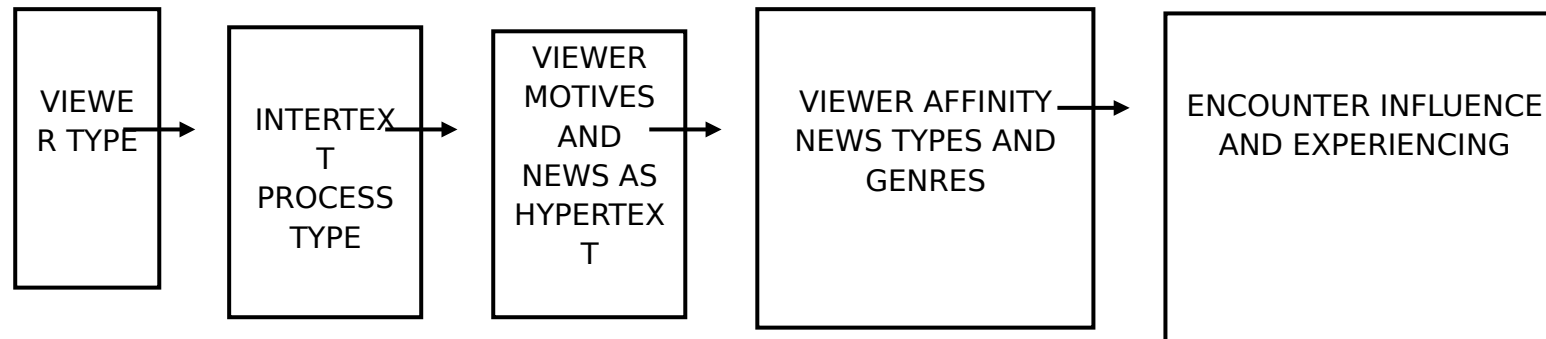 VIEWE
R TYPE
INTERTEX
T
PROCESS
TYPE
VIEWER
MOTIVES
AND
NEWS AS
HYPERTEX
T
VIEWER AFFINITY
NEWS TYPES AND
GENRES
ENCOUNTER INFLUENCE
AND EXPERIENCING